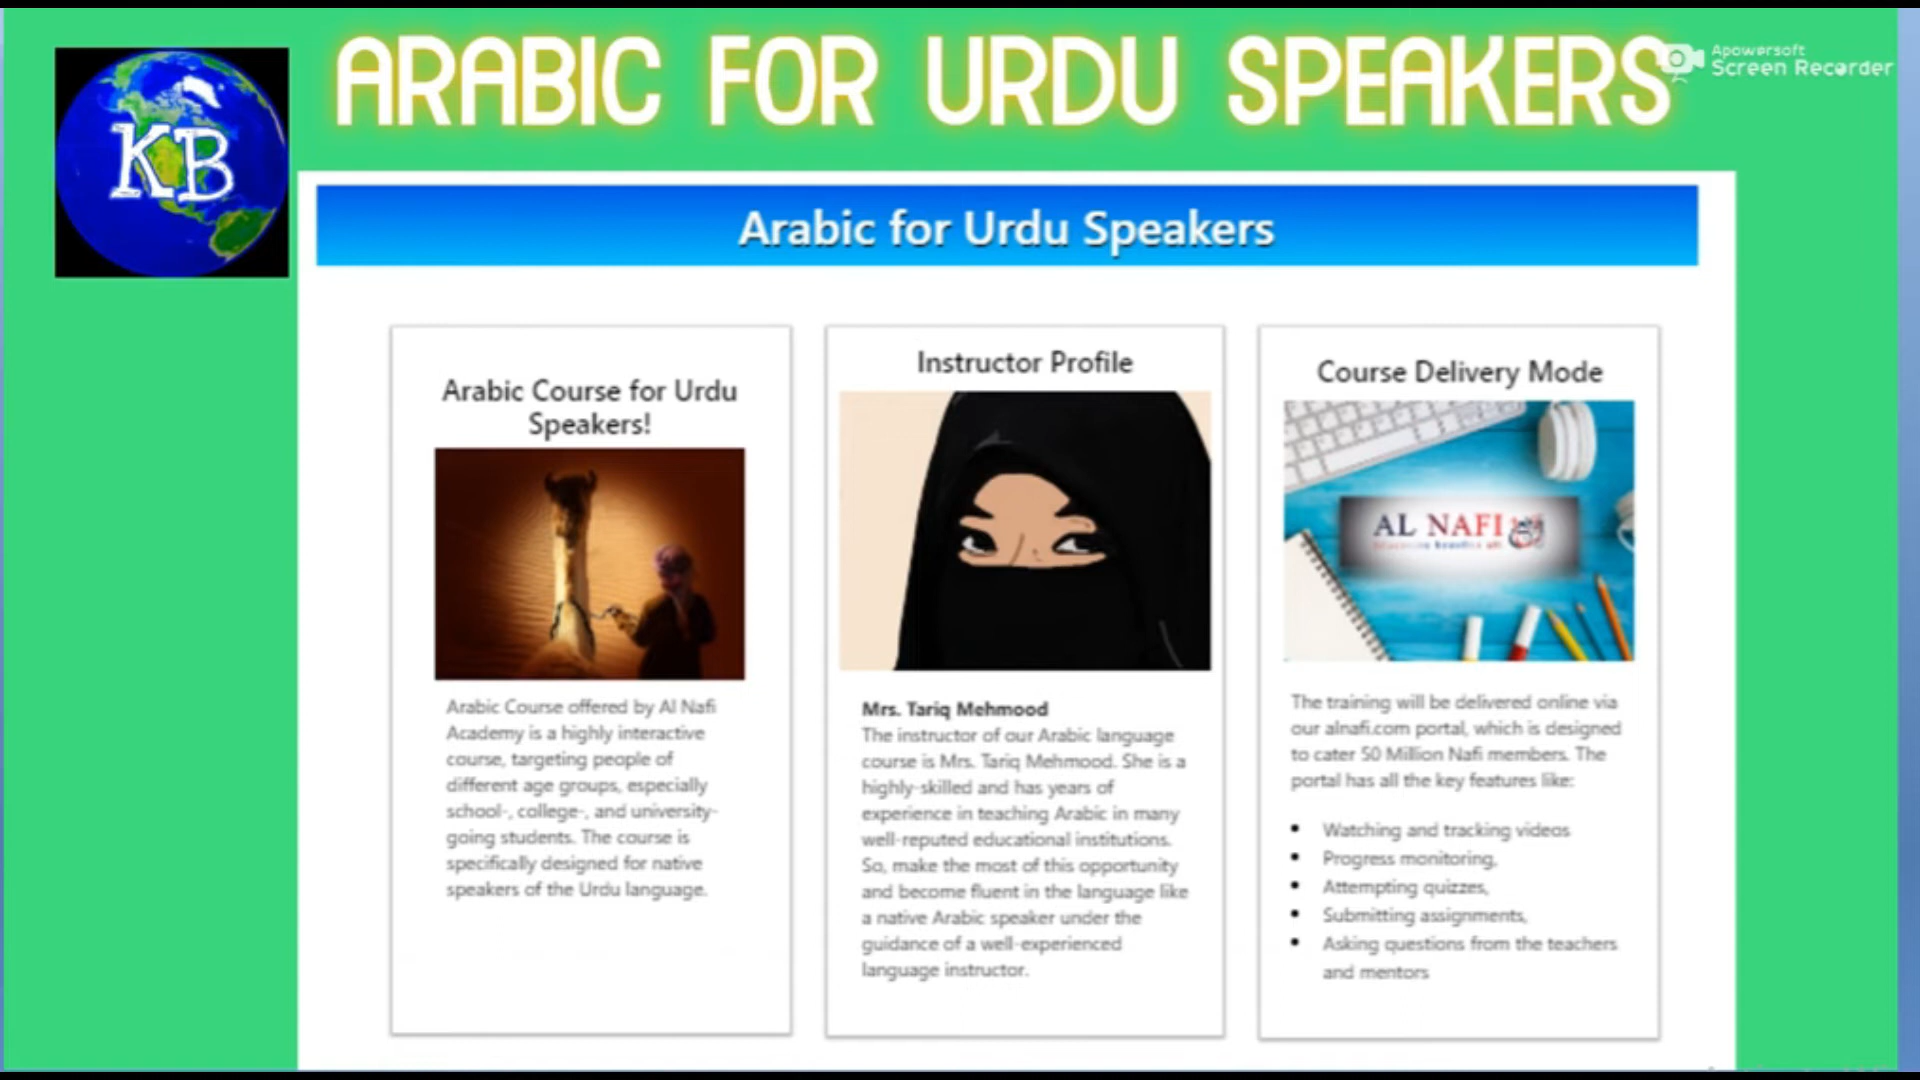 ARABIC FOR URDU SPEAKERS
Apowersoft
Screen Recorder
KB
Arabic for Urdu Speakers
Arabic Course for Urdu
Speakers!
Arabic Course offered by Al Nafi
Academy is a highly interactive
course, targeting people of
different age groups, especially
school-, college-, and university-
going students. The course is
specifically designed for native
speakers of the Urdu language.
Instructor Profile
Mrs. Tariq Mehmood
The instructor of our Arabic language
course is Mrs. Tariq Mehmood. She is a
highly-skilled and has years of
experience in teaching Arabic in many
well-reputed educational institutions.
So, make the most of this opportunity
and become fluent in the language like
a native Arabic speaker under the
guidance of a well-experienced
language instructor.
Course Delivery Mode
AL NAFI
The training will be delivered online via
our alnafi.com portal, which is designed
to cater 50 Million Nafi members. The
portal has all the key features like:
Watching and tracking videos
Progress monitoring,
Attempting quizzes,
Submitting assignments,
Asking questions from the teachers
and mentors